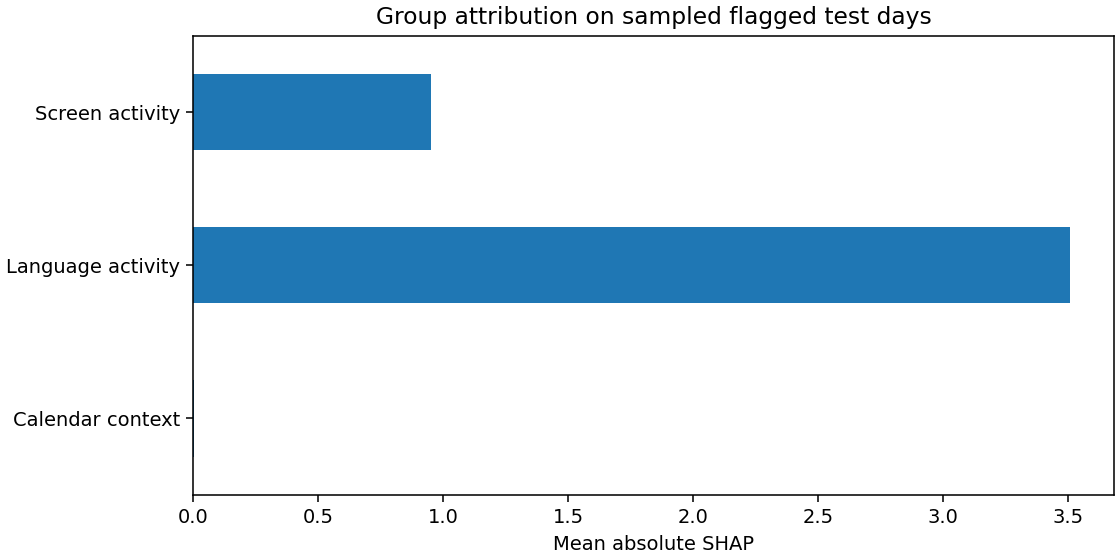 Group attribution on sampled flagged test days
Screen activity
Language activity
Calendar context
0.0 0.5 1.0 1.5 2.0 2.5 3.0 3.5
Mean absolute SHAP